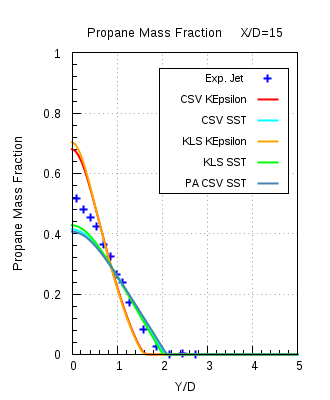 Propane Mass Fraction X/D=15
1
0.8
0.6
0.4
0.2
0
Propane Mass Fraction
Exp. Jet
CSV KEpsilon
CSV SST
KLS KEpsilon
KLS SST
PA CSV SST
0 1 2 3 4 5
Y/D